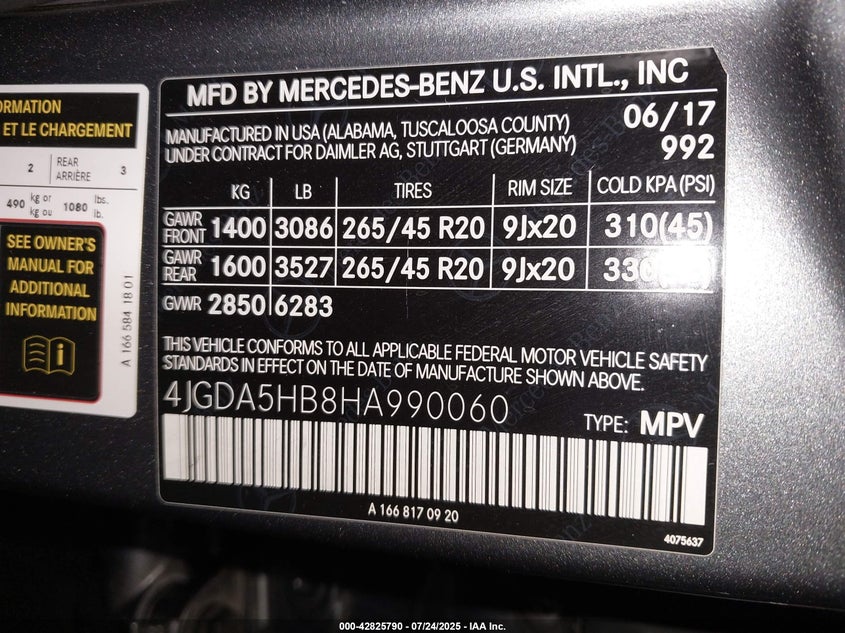 ORMATION
ET LE CHARGEMENT
2 REAR ARRIÈRE 3
490 kg or kg ou 1080 lbs. lb.
SEE OWNER'S
MANUAL FOR
ADDITIONAL
INFORMATION
A 166 584 18 01
MFD BY MERCEDES-BENZ U.S. INTL., INC
MANUFACTURED IN USA (ALABAMA, TUSCALOOSA COUNTY) 06/17
UNDER CONTRACT FOR DAIMLER AG, STUTTGART (GERMANY) 992
KG LB TIRES RIM SIZE COLD KPA (PSI)
GAWR FRONT 1400 3086 265/45 R20 9Jx20 310(45)
GAWR REAR 1600 3527 265/45 R20 9Jx20
GWR 2850 6283
THIS VEHICLE CONFORMS TO ALL APPLICABLE FEDERAL MOTOR VEHICLE SAFETY
STANDARDS IN EFFECT ON THE DATE OF MANUFACTURE SHOWN ABOVE.
4JGDA5HB8HA990060 TYPE: MPV
A 166 817 09 20
4075637
000-42825790 - 07/24/2025 - IAA Inc.